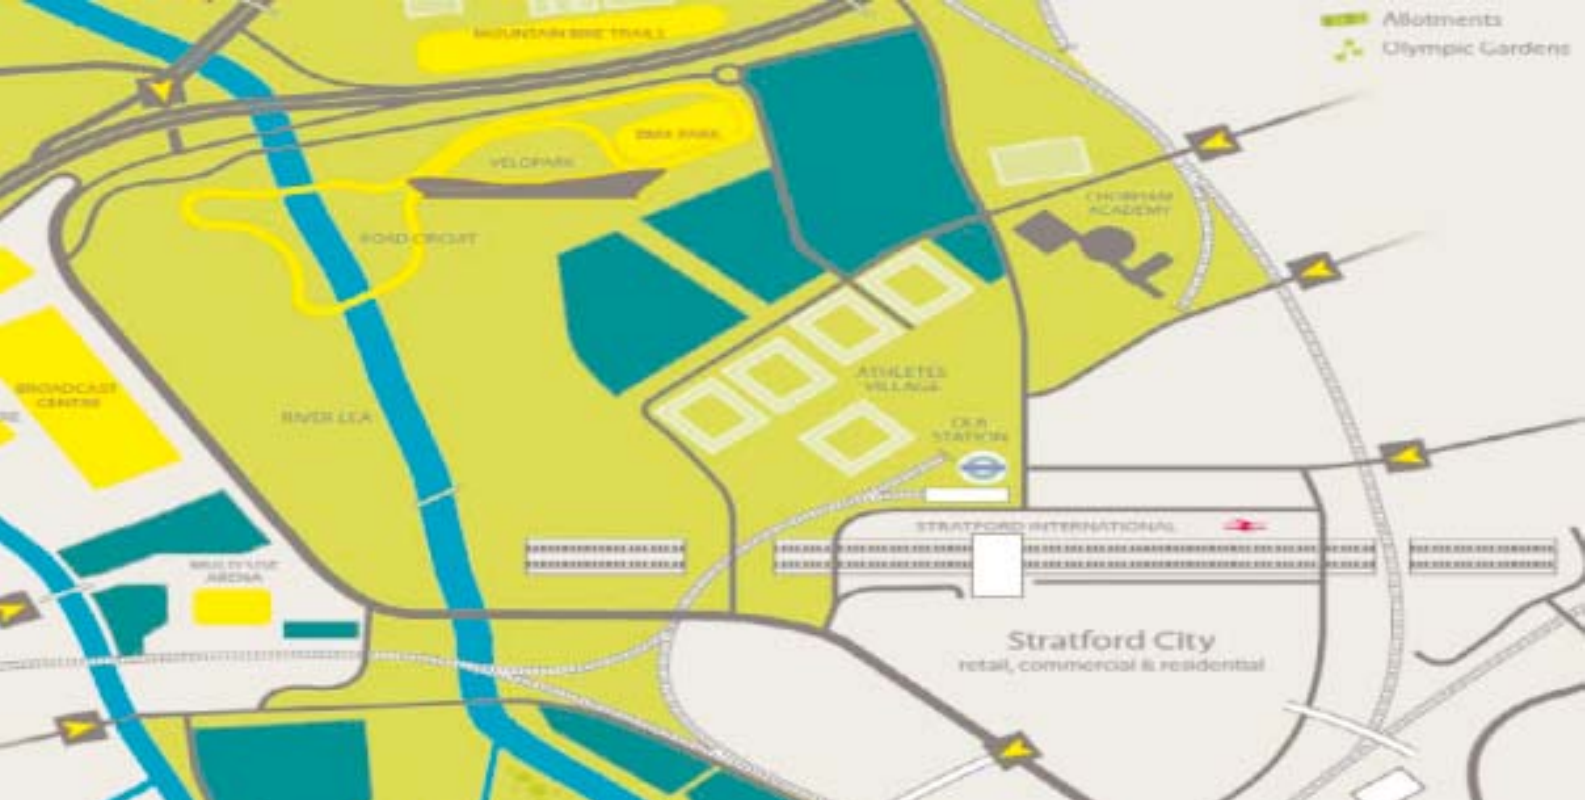 Allotments
Olympic Gardens
MOUNTAIN BIKE TRAILS
BMX PARK
VELOPARK
CHOBHAM
ACADEMY
ROAD CIRCUIT
ATHLETES
VILLAGE
BROADCAST
CENTRE
RIVER LEA
DLR
STATION
STRATFORD INTERNATIONAL
MULTI-USE
ARENA
Stratford City
retail, commercial & residential